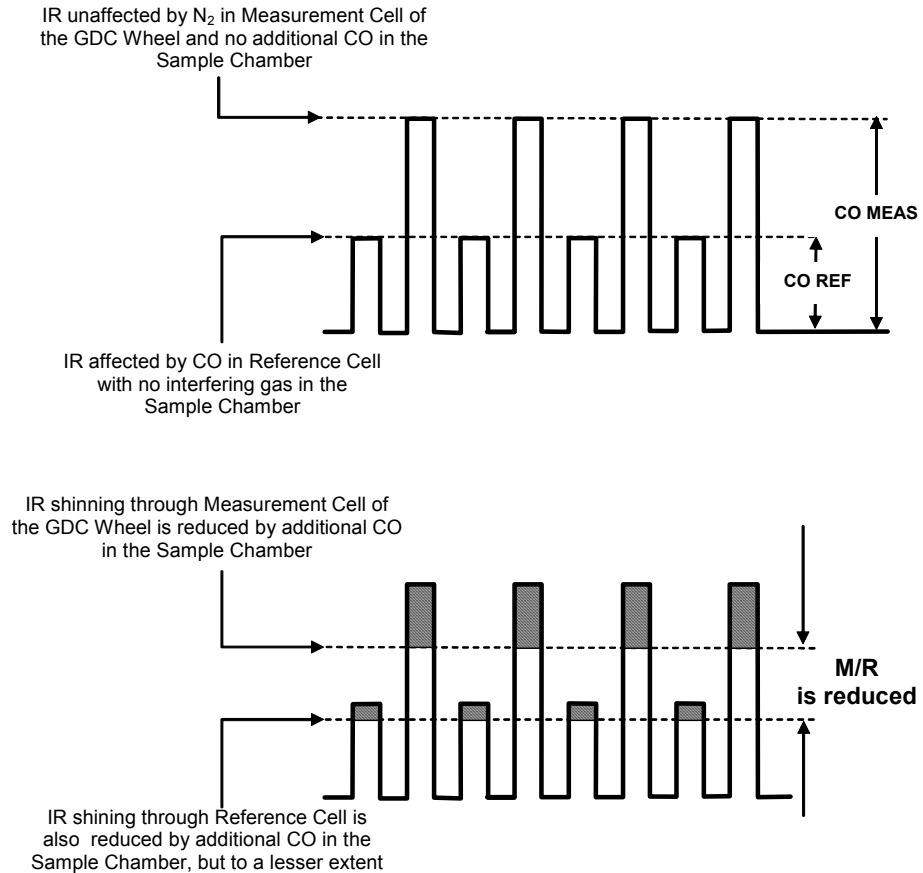 IR unaffected by N₂ in Measurement Cell of
the GDC Wheel and no additional CO in the
Sample Chamber
CO MEAS
CO REF
IR affected by CO in Reference Cell
with no interfering gas in the
Sample Chamber
IR shinning through Measurement Cell of
the GDC Wheel is reduced by additional CO
in the Sample Chamber
M/R
is reduced
IR shining through Reference Cell is
also reduced by additional CO in the
Sample Chamber, but to a lesser extent